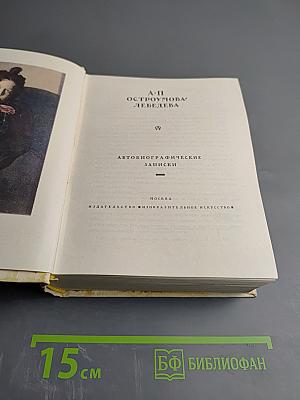 А·П
ОСТРОУМОВА-
ЛЕБЕДЕВА
АВТОБИОГРАФИЧЕСКИЕ
ЗАПИСКИ
МОСКВА
ИЗДАТЕЛЬСТВО «ИЗОБРАЗИТЕЛЬНОЕ ИСКУССТВО»
15 см
БФ БИБЛИОФАН